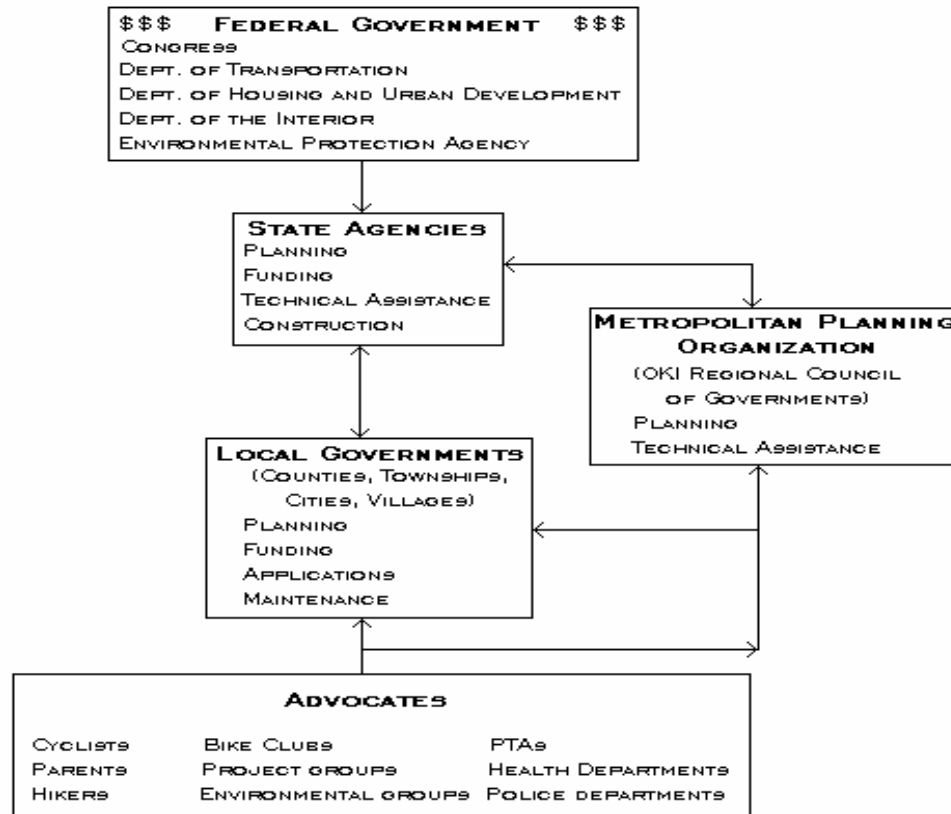 $$$ FEDERAL GOVERNMENT $$$
CONGRESS
DEPT. OF TRANSPORTATION
DEPT. OF HOUSING AND URBAN DEVELOPMENT
DEPT. OF THE INTERIOR
ENVIRONMENTAL PROTECTION AGENCY
STATE AGENCIES
PLANNING
FUNDING
TECHNICAL ASSISTANCE
CONSTRUCTION
METROPOLITAN PLANNING
ORGANIZATION
(OKI REGIONAL COUNCIL
OF GOVERNMENTS)
PLANNING
TECHNICAL ASSISTANCE
LOCAL GOVERNMENTS
(COUNTIES, TOWNSHIPS,
CITIES, VILLAGES)
PLANNING
FUNDING
APPLICATIONS
MAINTENANCE
ADVOCATES
CYCLISTS BIKE CLUBS PTAS
PARENTS PROJECT GROUPS HEALTH DEPARTMENTS
HIKERS ENVIRONMENTAL GROUPS POLICE DEPARTMENTS